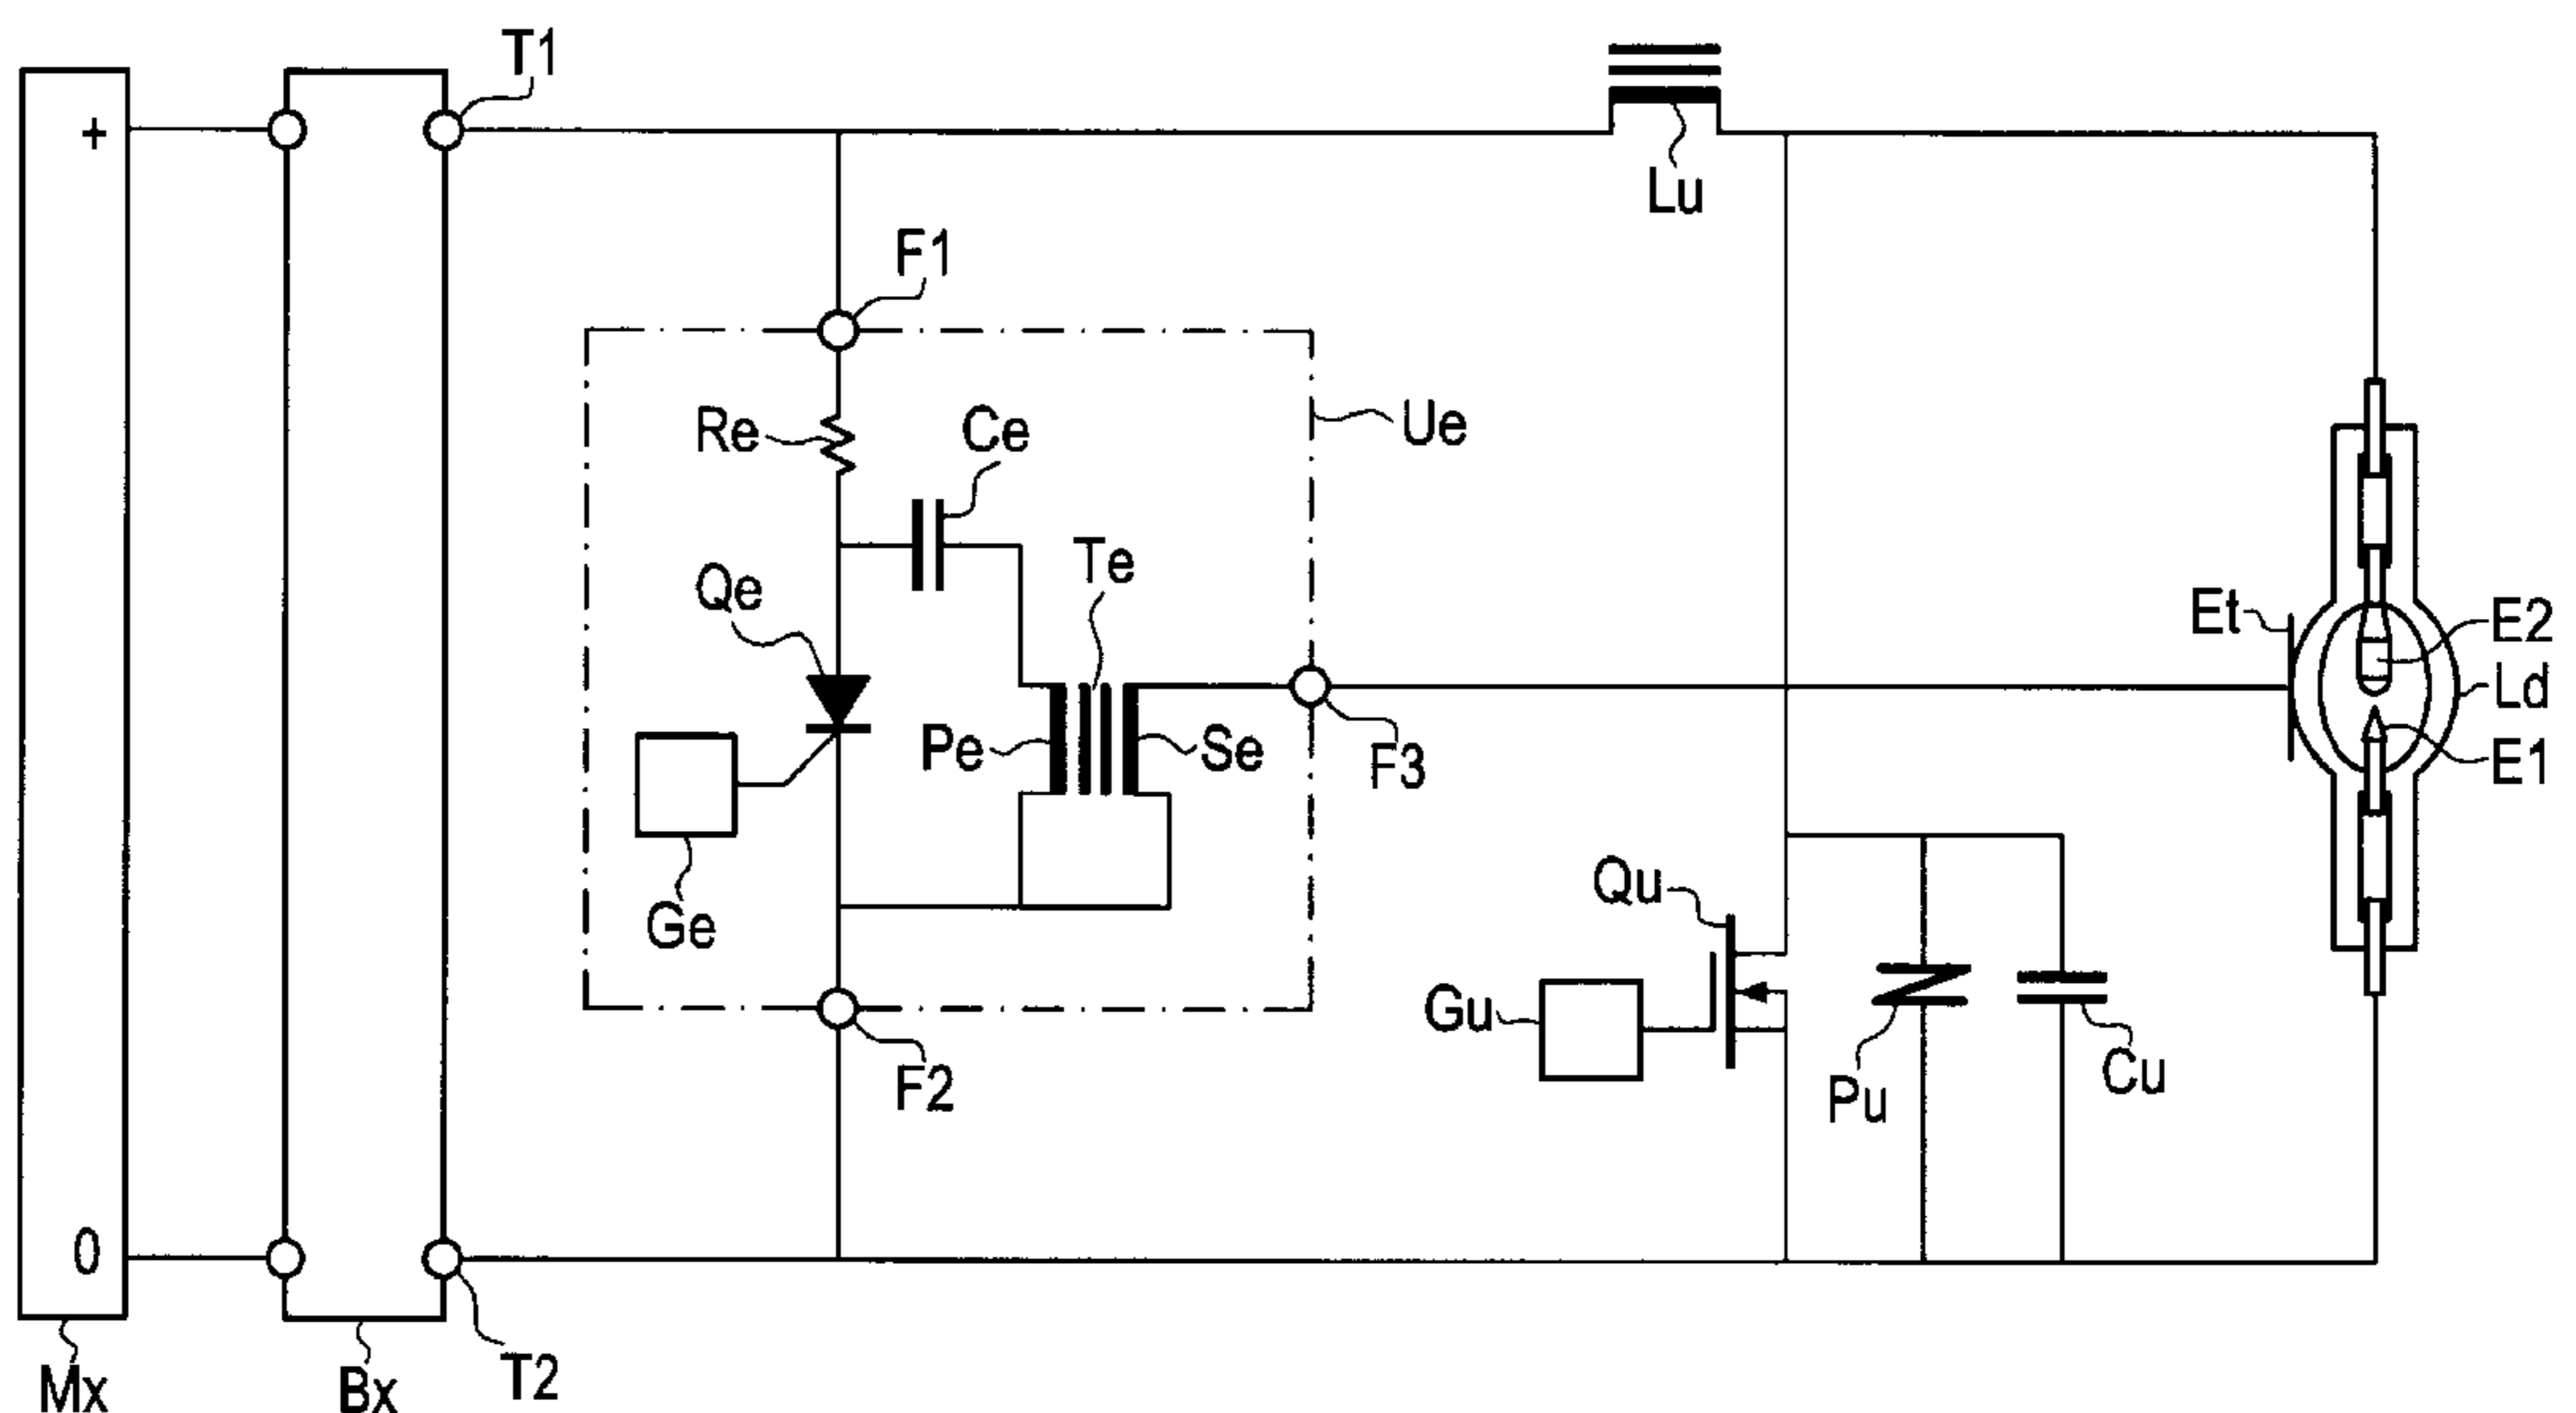 T1
+
Lu
F1
Re
Ce
Ue
Te
Qe
Et
E2
Ld
Pe
Se
F3
E1
Qu
Ge
Gu
F2
Pu
Cu
0
T2
Mx
Bx